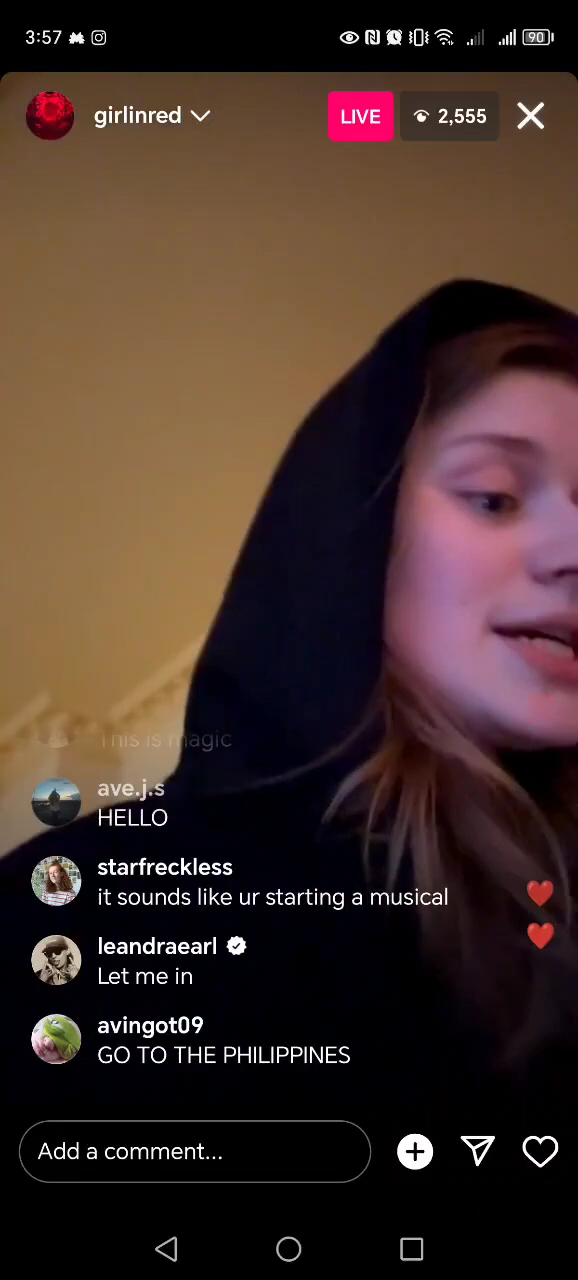 3:57
90
girlinred
LIVE
2,555
This is magic
ave.j.s
HELLO
starfreckless
it sounds like ur starting a musical
leandraearl
Let me in
avingot09
GO TO THE PHILIPPINES
Add a comment...